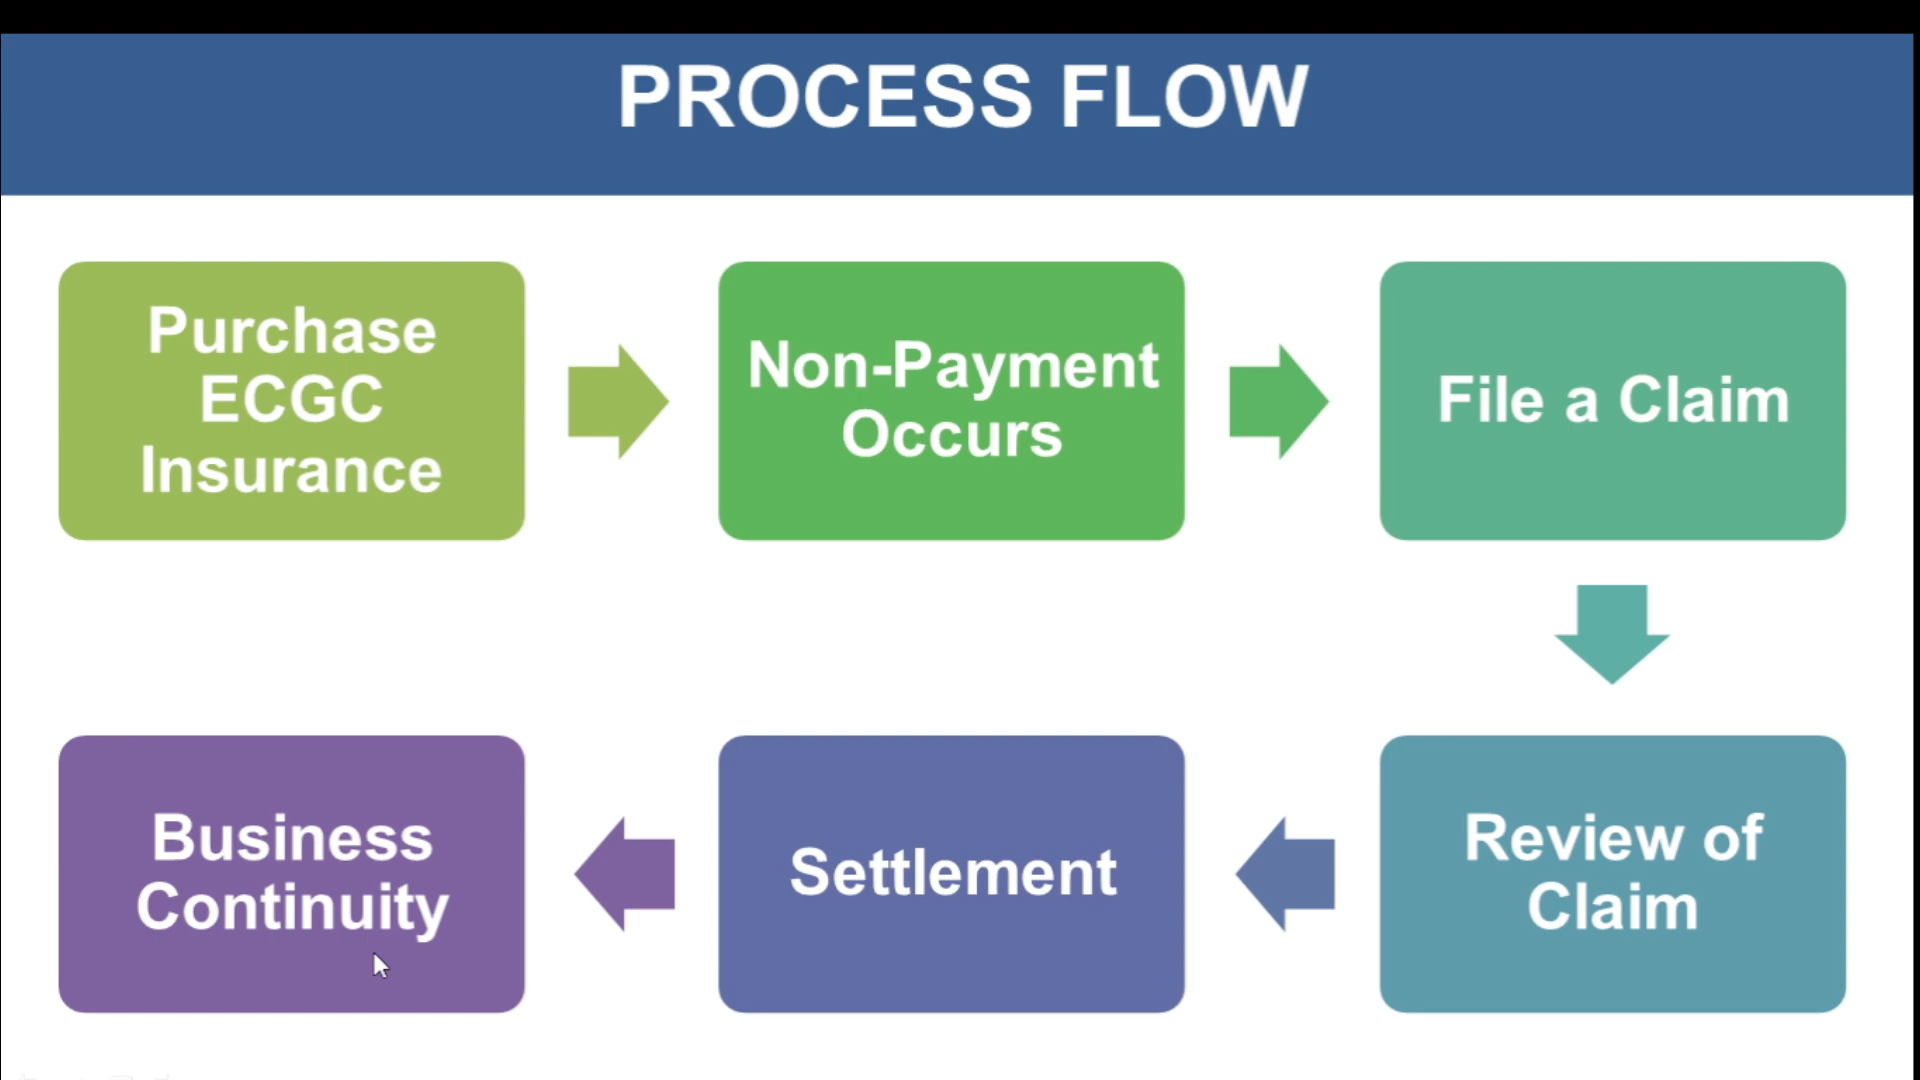 PROCESS FLOW
Purchase
ECGC
Insurance
Non-Payment
Occurs
File a Claim
Review of
Claim
Settlement
Business
Continuity